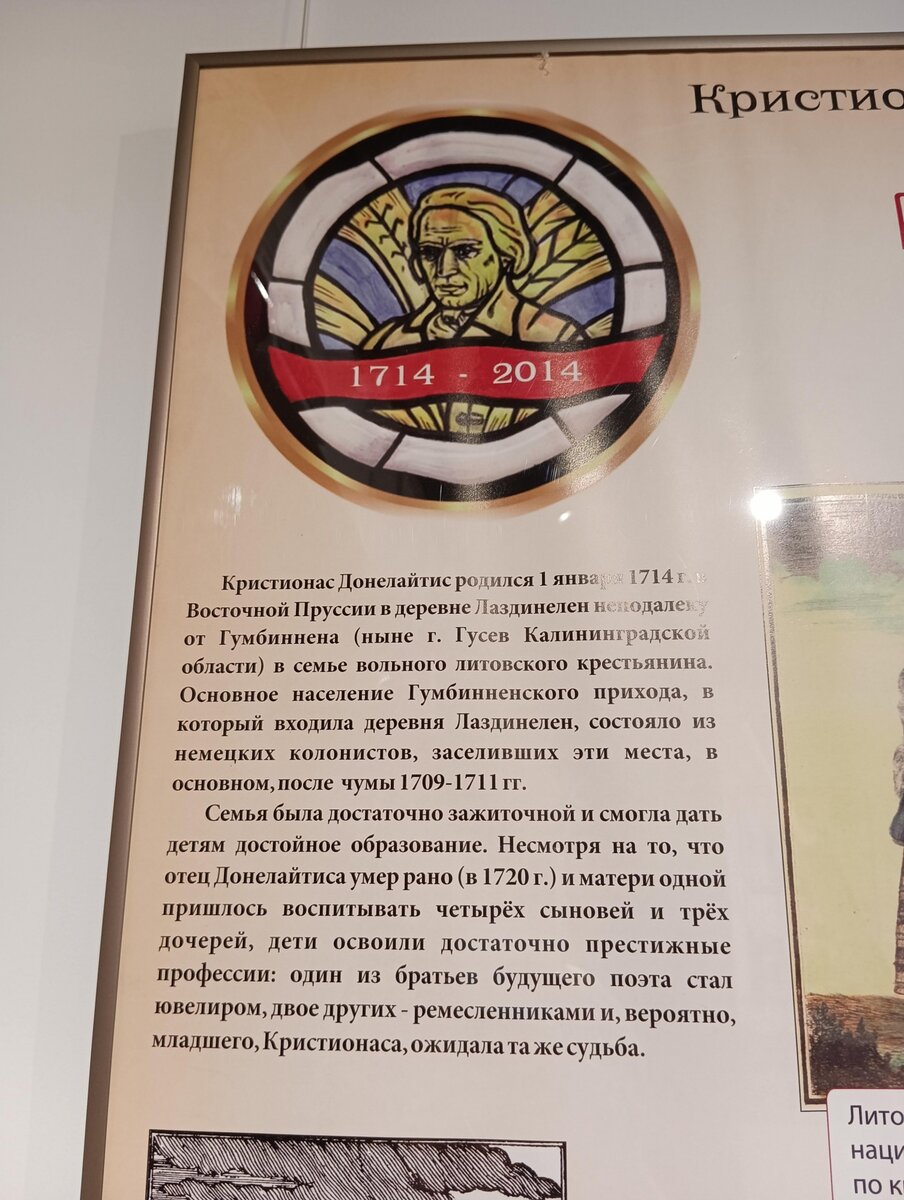 Кристио
1714 - 2014
Кристионас Донелайтис родился 1 января 1714 г. в
Восточной Пруссии в деревне Лаздинелен неподалеку
от Гумбиннена (ныне г. Гусев Калининградской
области) в семье вольного литовского крестьянина.
Основное население Гумбинненского прихода, в
который входила деревня Лаздинелен, состояло из
немецких колонистов, заселивших эти места, в
основном, после чумы 1709-1711 гг.
Семья была достаточно зажиточной и смогла дать
детям достойное образование. Несмотря на то, что
отец Донелайтиса умер рано (в 1720 г.) и матери одной
пришлось воспитывать четырёх сыновей и трёх
дочерей, дети освоили достаточно престижные
профессии: один из братьев будущего поэта стал
ювелиром, двое других - ремесленниками и, вероятно,
младшего, Кристионаса, ожидала та же судьба.
Лито
наци
по к